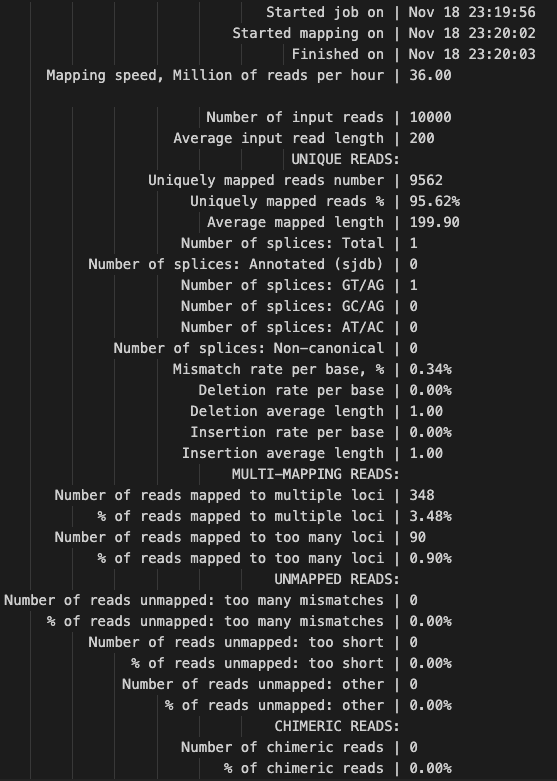 Started job on | Nov 18 23:19:56
Started mapping on | Nov 18 23:20:02
Finished on | Nov 18 23:20:03
Mapping speed, Million of reads per hour | 36.00
Number of input reads | 10000
Average input read length | 200
UNIQUE READS:
Uniquely mapped reads number | 9562
Uniquely mapped reads % | 95.62%
Average mapped length | 199.90
Number of splices: Total | 1
Number of splices: Annotated (sjdb) | 0
Number of splices: GT/AG | 1
Number of splices: GC/AG | 0
Number of splices: AT/AC | 0
Number of splices: Non-canonical | 0
Mismatch rate per base, % | 0.34%
Deletion rate per base | 0.00%
Deletion average length | 1.00
Insertion rate per base | 0.00%
Insertion average length | 1.00
MULTI-MAPPING READS:
Number of reads mapped to multiple loci | 348
% of reads mapped to multiple loci | 3.48%
Number of reads mapped to too many loci | 90
% of reads mapped to too many loci | 0.90%
UNMAPPED READS:
Number of reads unmapped: too many mismatches | 0
% of reads unmapped: too many mismatches | 0.00%
Number of reads unmapped: too short | 0
% of reads unmapped: too short | 0.00%
Number of reads unmapped: other | 0
% of reads unmapped: other | 0.00%
CHIMERIC READS:
Number of chimeric reads | 0
% of chimeric reads | 0.00%